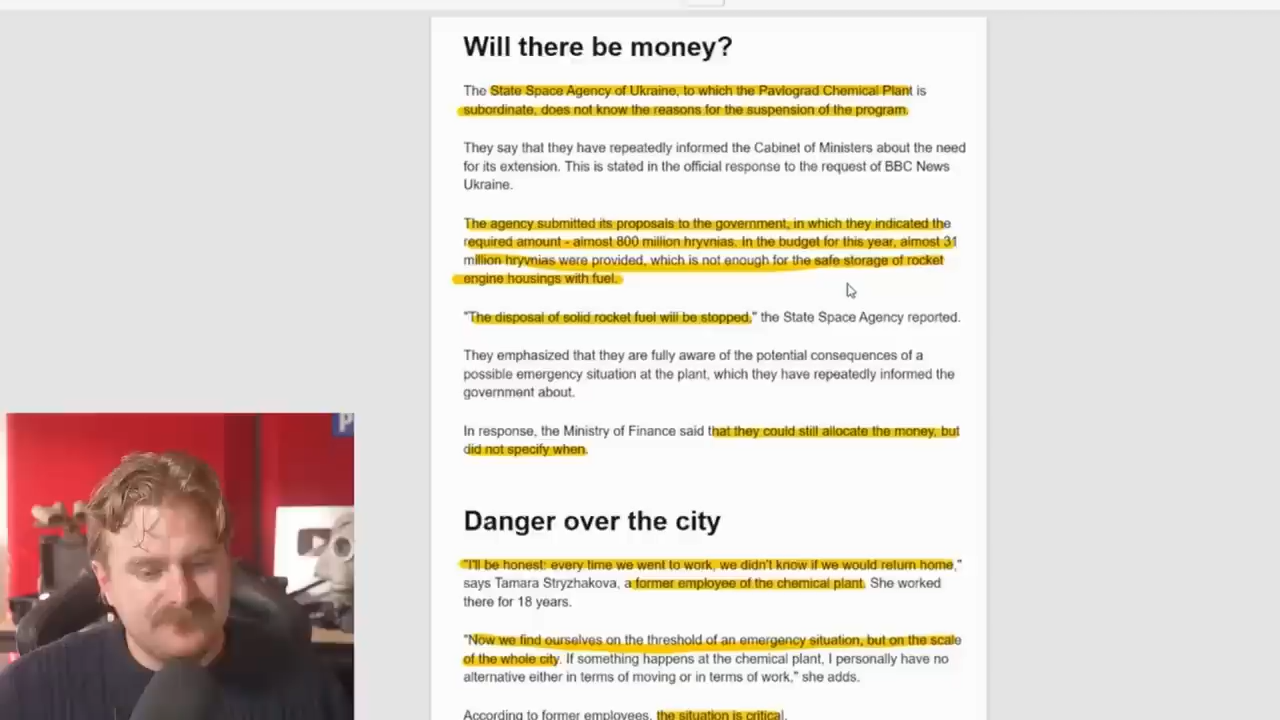 Will there be money?
The State Space Agency of Ukraine, to which the Pavlograd Chemical Plant is
subordinate, does not know the reasons for the suspension of the program.
They say that they have repeatedly informed the Cabinet of Ministers about the need
for its extension. This is stated in the official response to the request of BBC News
Ukraine.
The agency submitted its proposals to the government, in which they indicated the
required amount - almost 800 million hryvnias. In the budget for this year, almost 31
million hryvnias were provided, which is not enough for the safe storage of rocket
engine housings with fuel.
"The disposal of solid rocket fuel will be stopped," the State Space Agency reported.
They emphasized that they are fully aware of the potential consequences of a
possible emergency situation at the plant, which they have repeatedly informed the
government about.
In response, the Ministry of Finance said that they could still allocate the money, but
did not specify when.
Danger over the city
"I'll be honest: every time we went to work, we didn't know if we would return home,"
says Tamara Stryzhakova, a former employee of the chemical plant. She worked
there for 18 years.
"Now we find ourselves on the threshold of an emergency situation, but on the scale
of the whole city. If something happens at the chemical plant, I personally have no
alternative either in terms of moving or in terms of work," she adds.
According to former employees, the situation is critical.
P